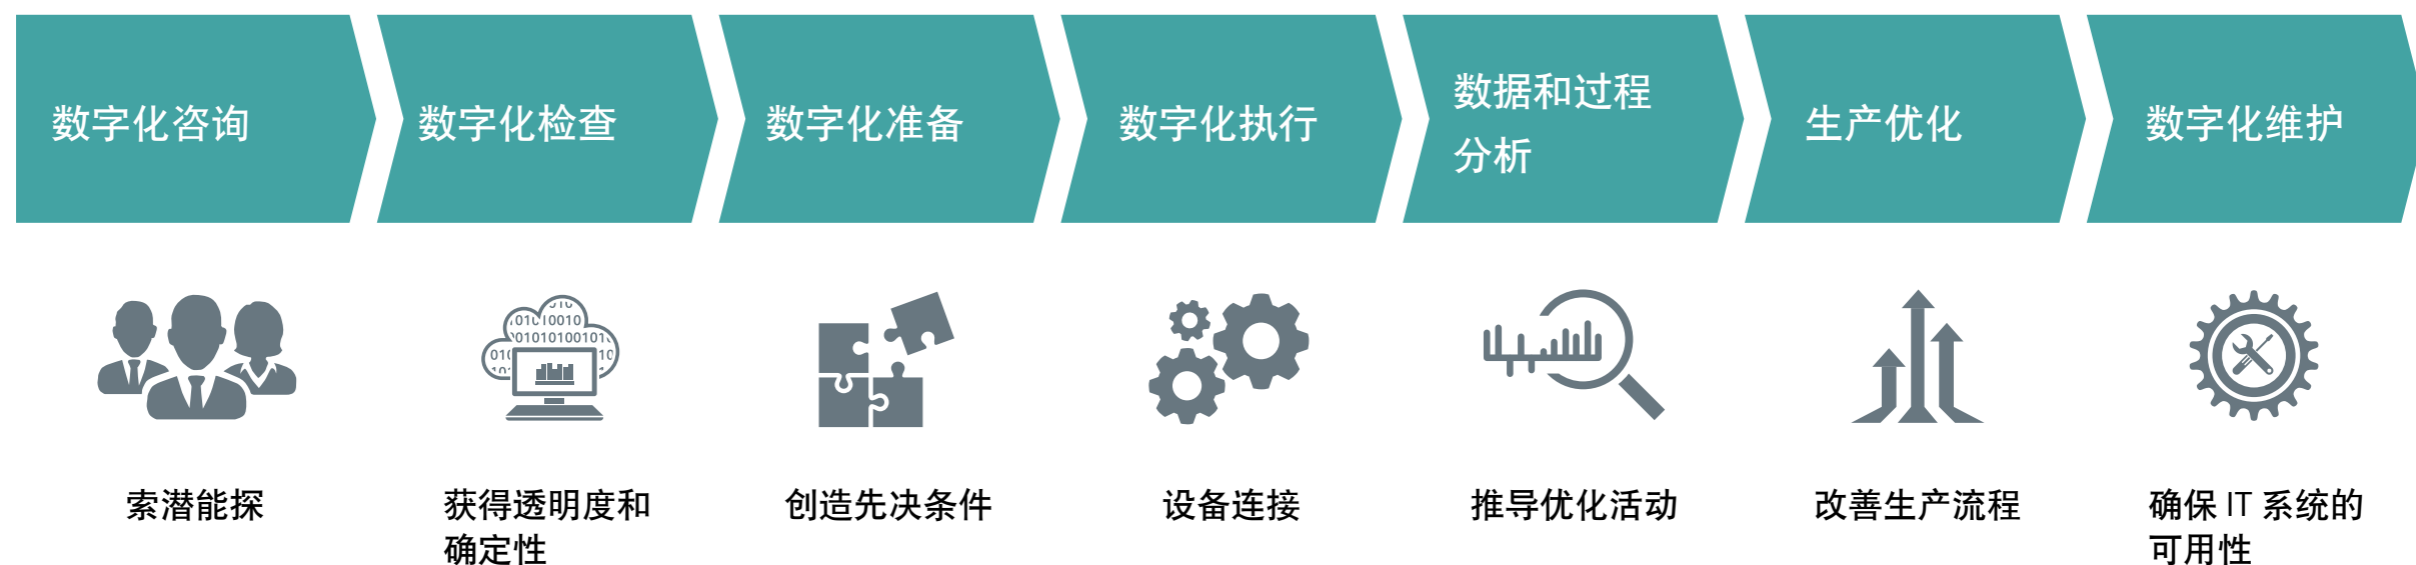 数字化咨询
数字化检查
数字化准备
数字化执行
数据和过程
分析
生产优化
数字化维护
索潜能探
获得透明度和
确定性
创造先决条件
设备连接
推导优化活动
改善生产流程
确保 IT 系统的
可用性